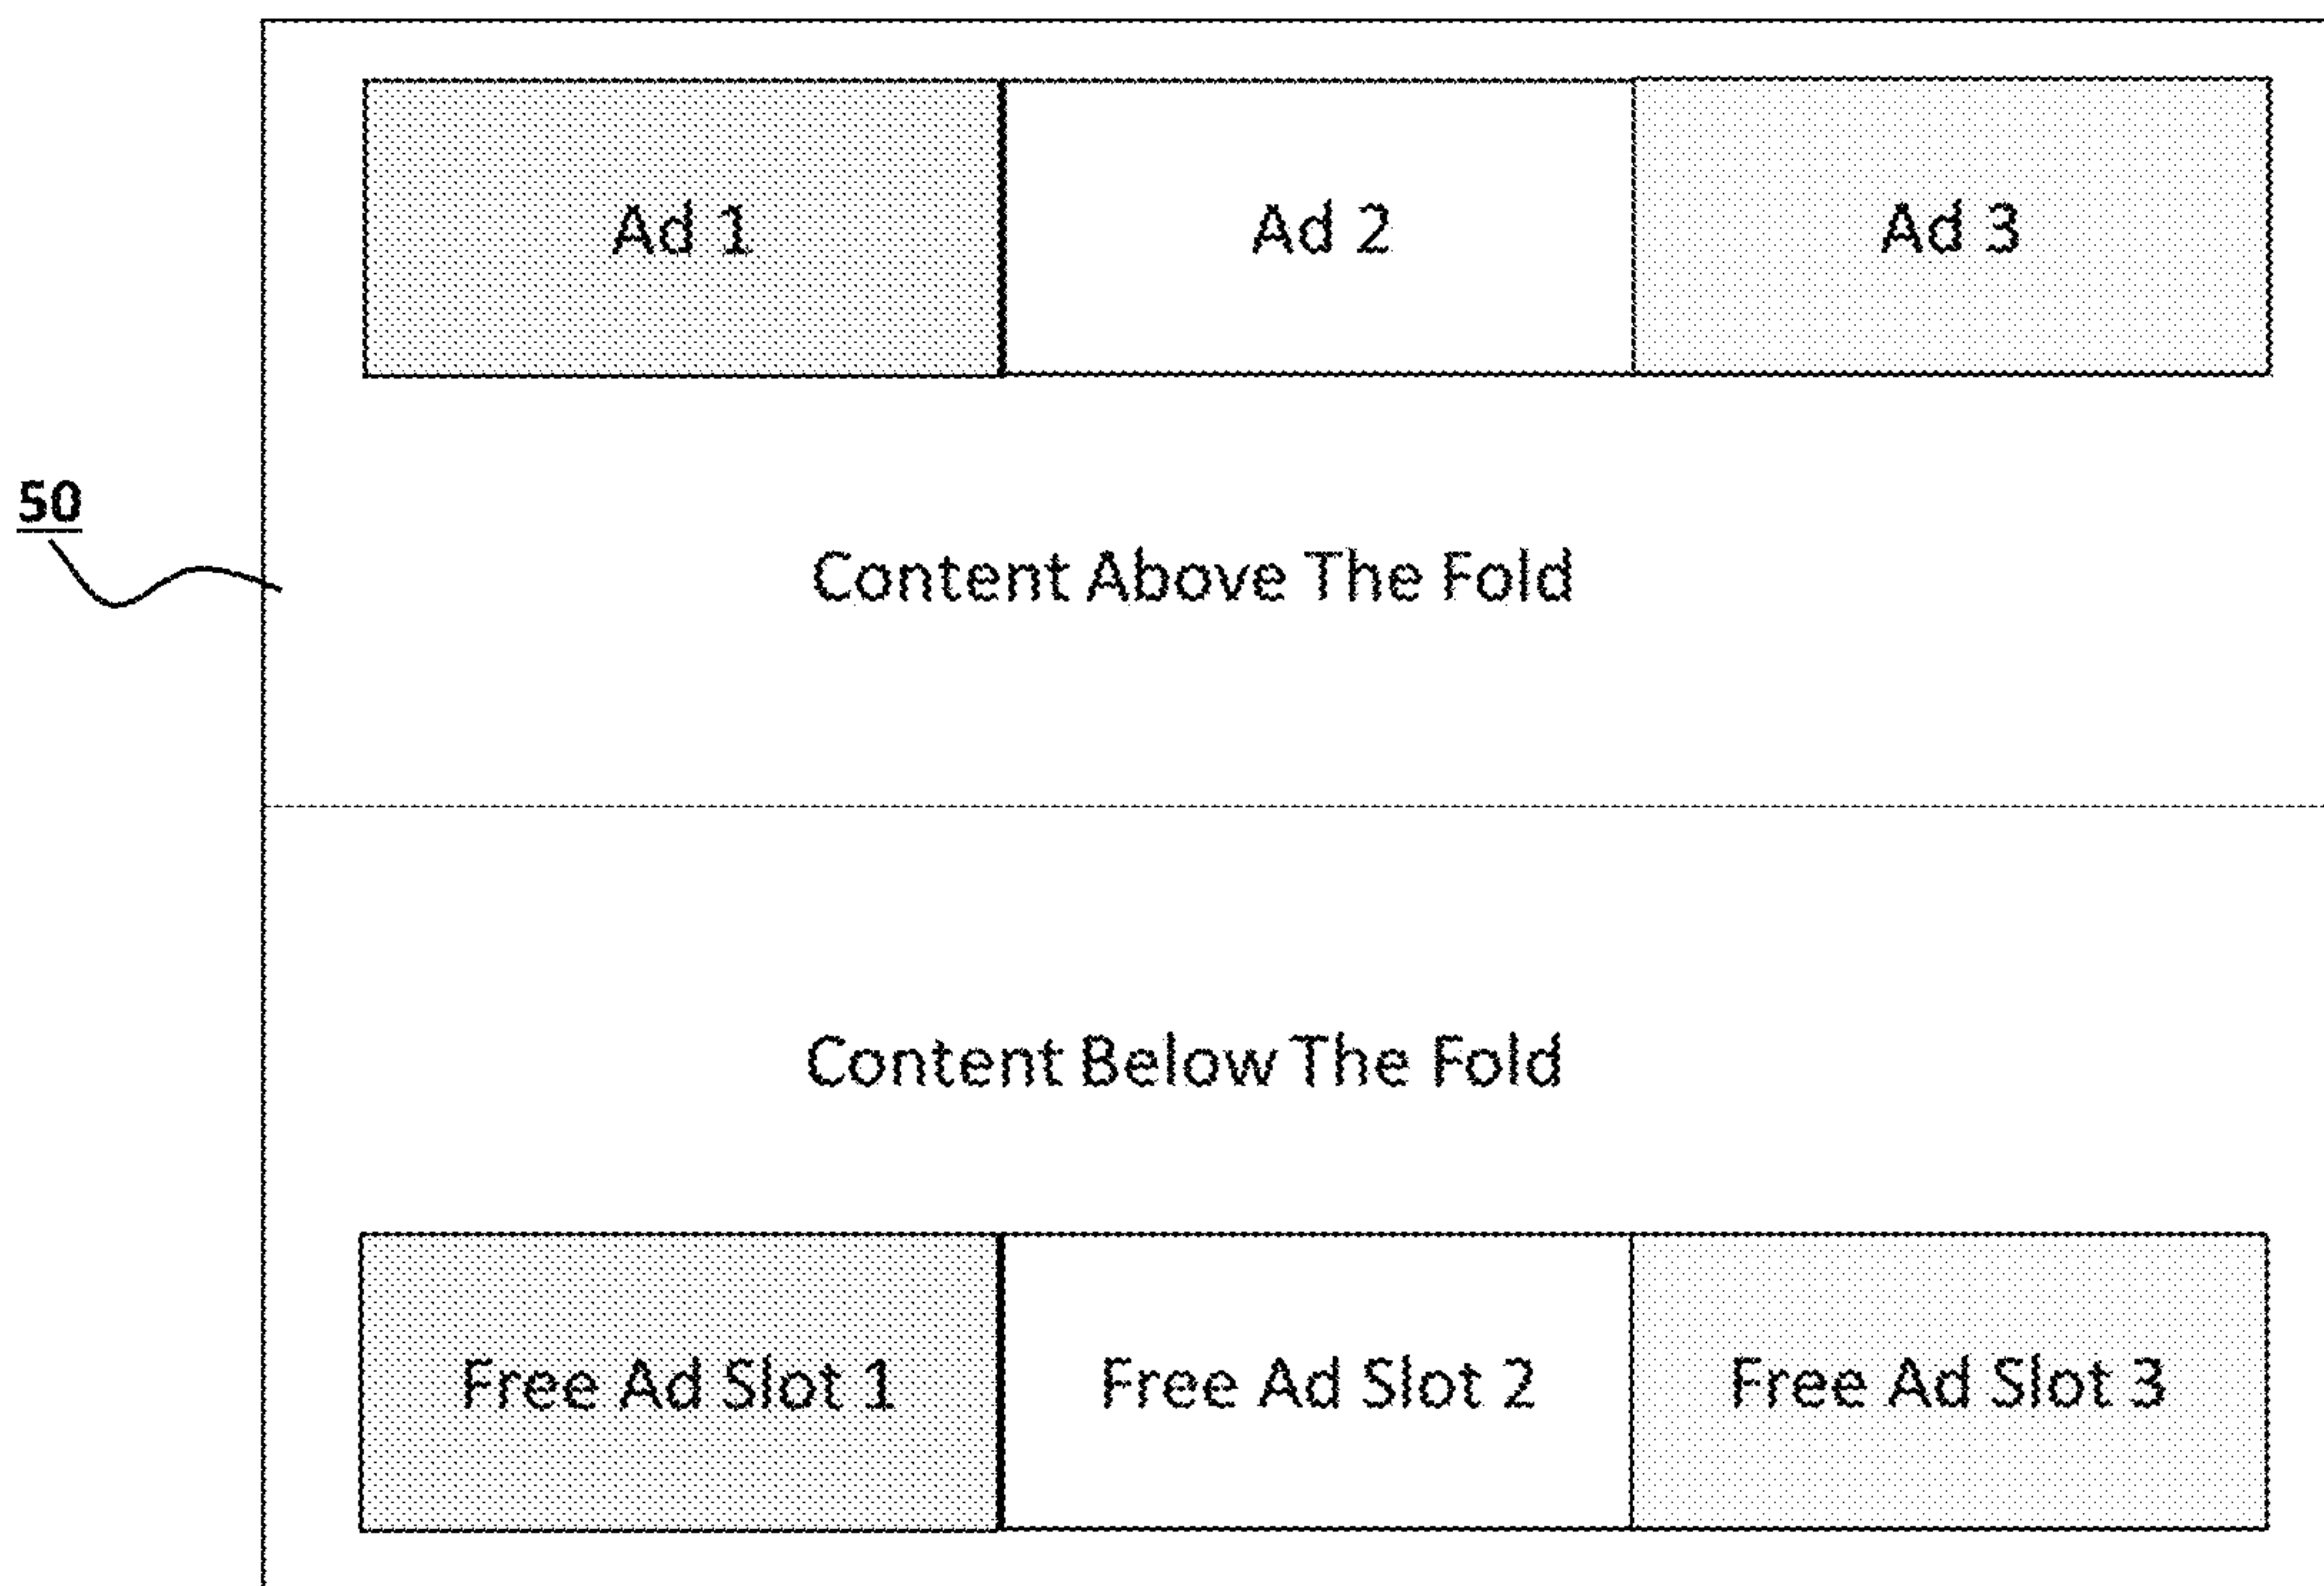 Ad 1
Ad 2
Ad 3
50
Content Above The Fold
Content Below The Fold
Free Ad Slot 1
Free Ad Slot 2
Free Ad Slot 3